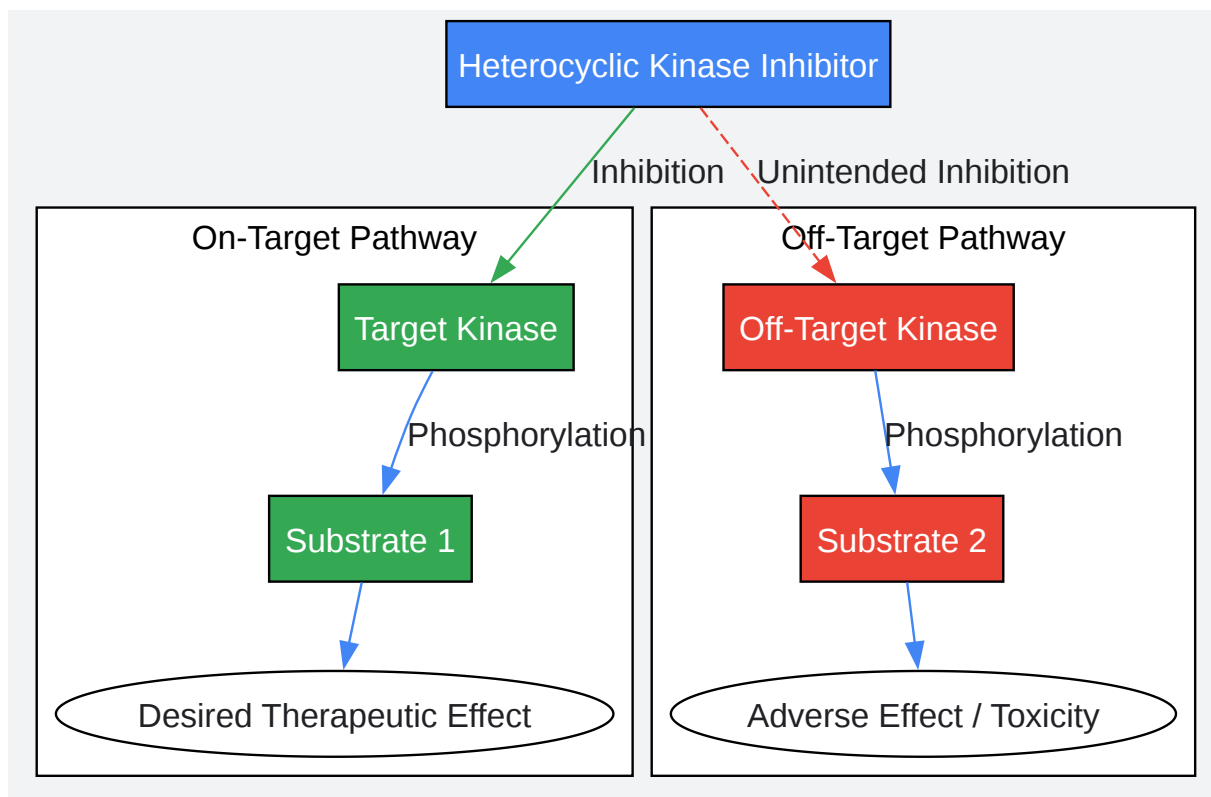 Heterocyclic Kinase Inhibitor
Inhibition
Unintended Inhibition
On-Target Pathway
Off-Target Pathway
Target Kinase
Off-Target Kinase
Phosphorylation
Phosphorylation
Substrate 1
Substrate 2
Desired Therapeutic Effect
Adverse Effect / Toxicity